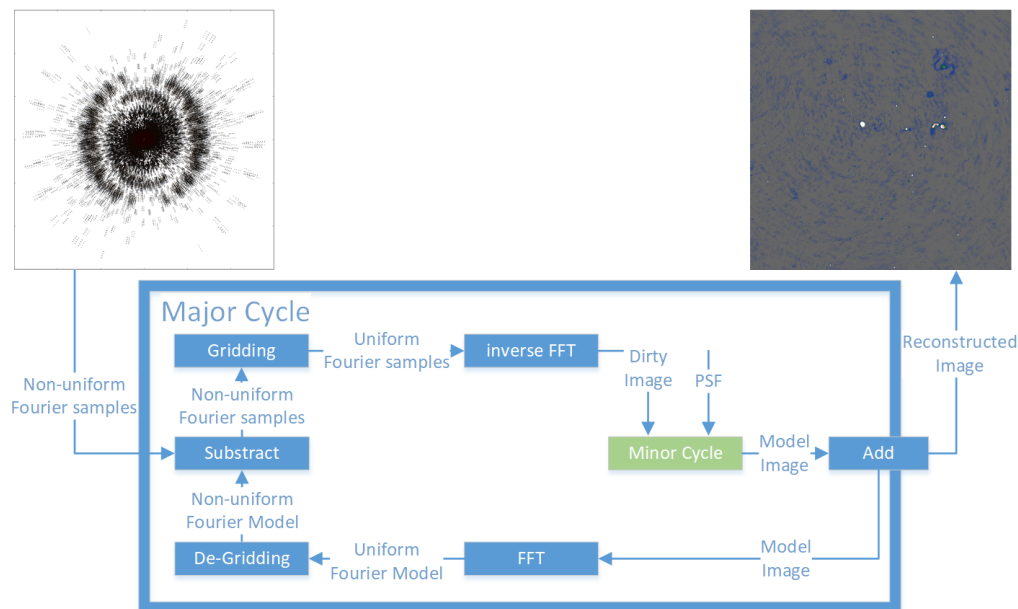 Major Cycle
Gridding
Uniform
Fourier samples
inverse FFT
Dirty
Image
PSF
Reconstructed
Image
Non-uniform
Fourier samples
Non-uniform
Fourier samples
Substract
Minor Cycle
Model
Image
Add
Non-uniform
Fourier Model
De-Gridding
Uniform
Fourier Model
FFT
Model
Image